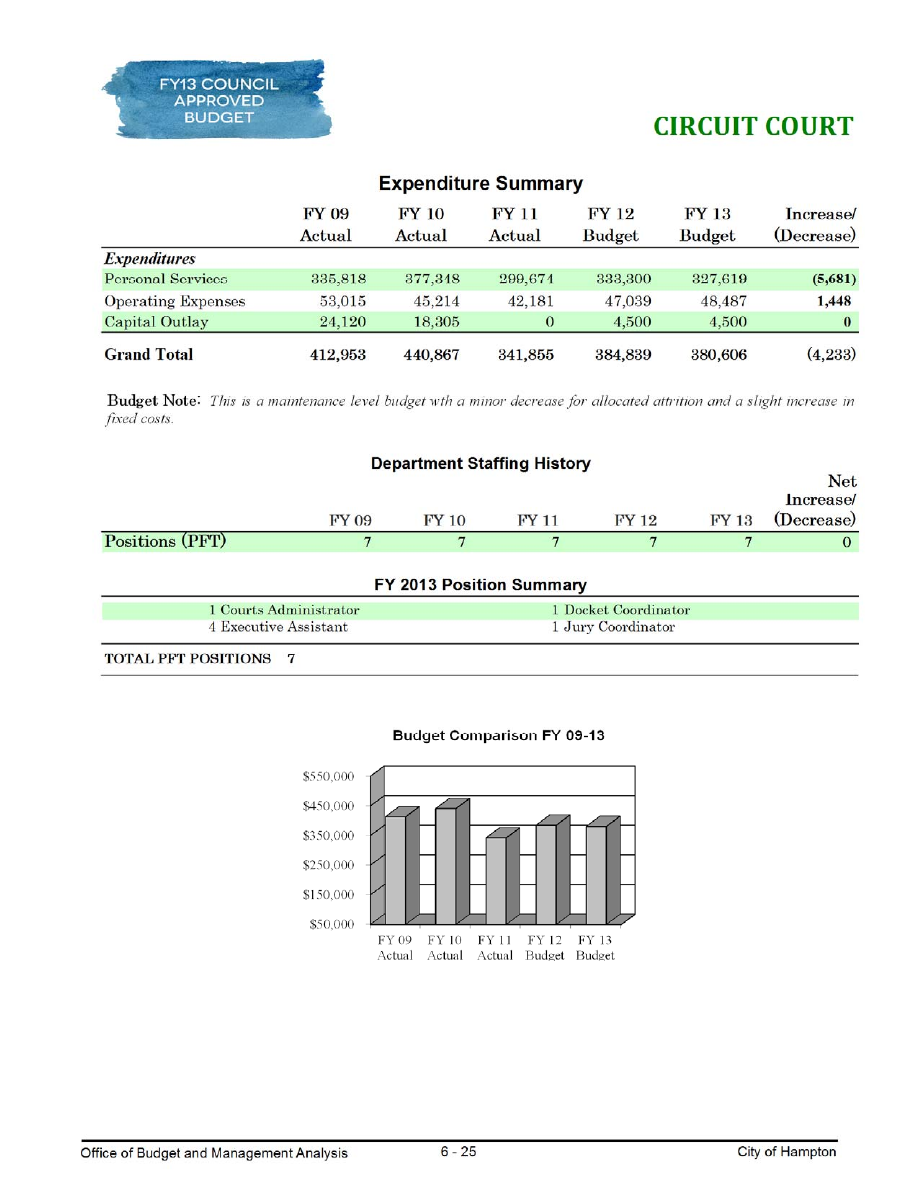 FY13 COUNCIL
APPROVED
BUDGET
CIRCUIT COURT
Expenditure Summary
FY 09 FY 10 FY 11 FY 12 FY 13 Increase/
Actual Actual Actual Budget Budget (Decrease)
Expenditures
Personal Services 335,818 377,348 299,674 333,300 327,619 (5,681)
Operating Expenses 53,015 45,214 42,181 47,039 48,487 1,448
Capital Outlay 24,120 18,305 0 4,500 4,500 0
Grand Total 412,953 440,867 341,855 384,839 380,606 (4,233)
Budget Note: This is a maintenance level budget wth a minor decrease for allocated attrition and a slight increase in
fixed costs.
Department Staffing History
Net
Increase/
FY 09 FY 10 FY 11 FY 12 FY 13 (Decrease)
Positions (PFT) 7 7 7 7 7 0
FY 2013 Position Summary
1 Courts Administrator 1 Docket Coordinator
4 Executive Assistant 1 Jury Coordinator
TOTAL PFT POSITIONS 7
Budget Comparison FY 09-13
$550,000
$450,000
$350,000
$250,000
$150,000
$50,000
FY 09 FY 10 FY 11 FY 12 FY 13
Actual Actual Actual Budget Budget
Office of Budget and Management Analysis 6 - 25 City of Hampton